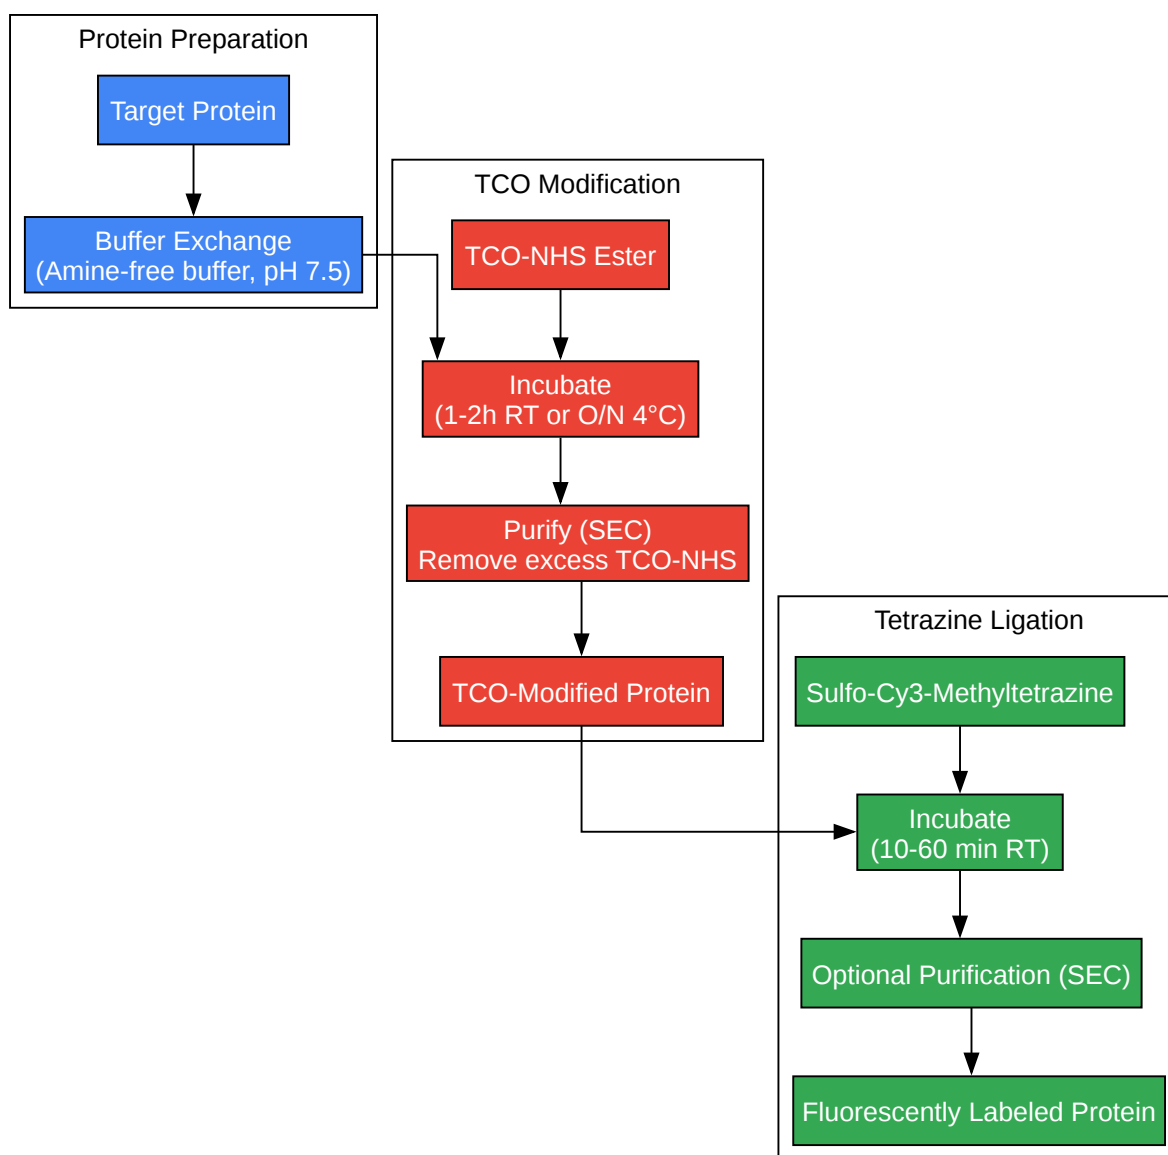 Protein Preparation
Target Protein
Buffer Exchange
(Amine-free buffer, pH 7.5)
TCO Modification
TCO-NHS Ester
Incubate
(1-2h RT or O/N 4°C)
Purify (SEC)
Remove excess TCO-NHS
TCO-Modified Protein
Tetrazine Ligation
Sulfo-Cy3-Methyltetrazine
Incubate
(10-60 min RT)
Optional Purification (SEC)
Fluorescently Labeled Protein